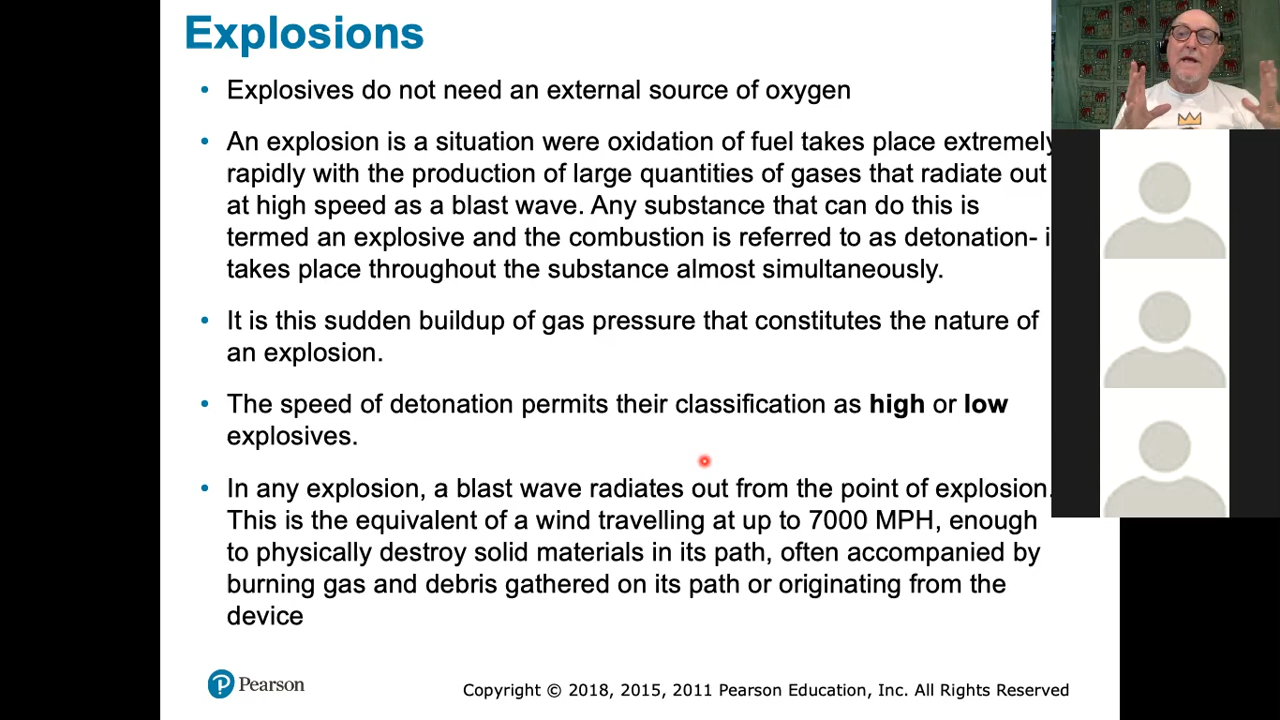 Explosions
• Explosives do not need an external source of oxygen
• An explosion is a situation were oxidation of fuel takes place extremely
rapidly with the production of large quantities of gases that radiate out
at high speed as a blast wave. Any substance that can do this is
termed an explosive and the combustion is referred to as detonation- i
takes place throughout the substance almost simultaneously.
• It is this sudden buildup of gas pressure that constitutes the nature of
an explosion.
• The speed of detonation permits their classification as high or low
explosives.
• In any explosion, a blast wave radiates out from the point of explosion.
This is the equivalent of a wind travelling at up to 7000 MPH, enough
to physically destroy solid materials in its path, often accompanied by
burning gas and debris gathered on its path or originating from the
device
Pearson
Copyright © 2018, 2015, 2011 Pearson Education, Inc. All Rights Reserved